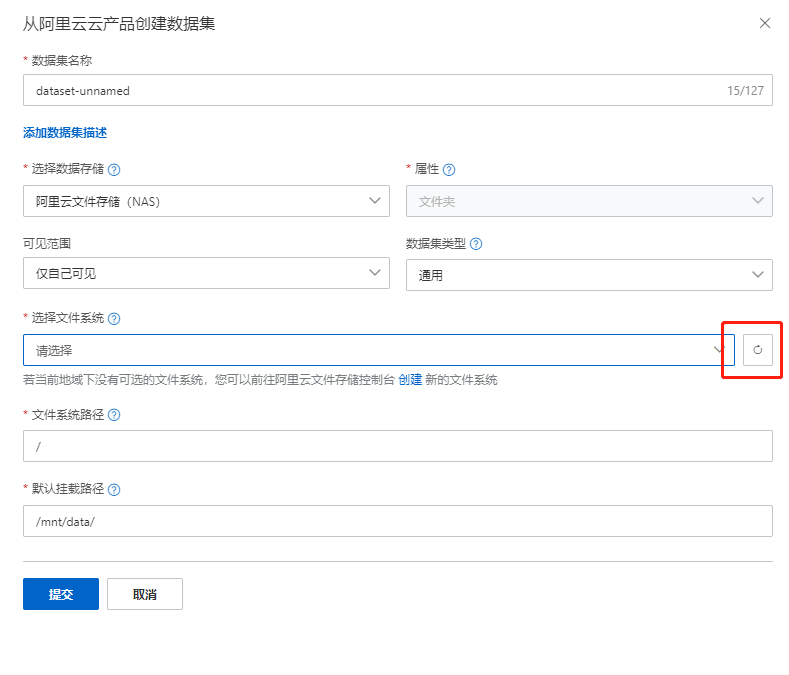 从阿里云云产品创建数据集
* 数据集名称
dataset-unnamed 15/127
添加数据集描述
* 选择数据存储 * 属性
阿里云文件存储（NAS） 文件夹
可见范围 数据集类型
仅自己可见 通用
* 选择文件系统
请选择
若当前地域下没有可选的文件系统，您可以前往阿里云文件存储控制台 创建 新的文件系统
* 文件系统路径
/
* 默认挂载路径
/mnt/data/
提交 取消